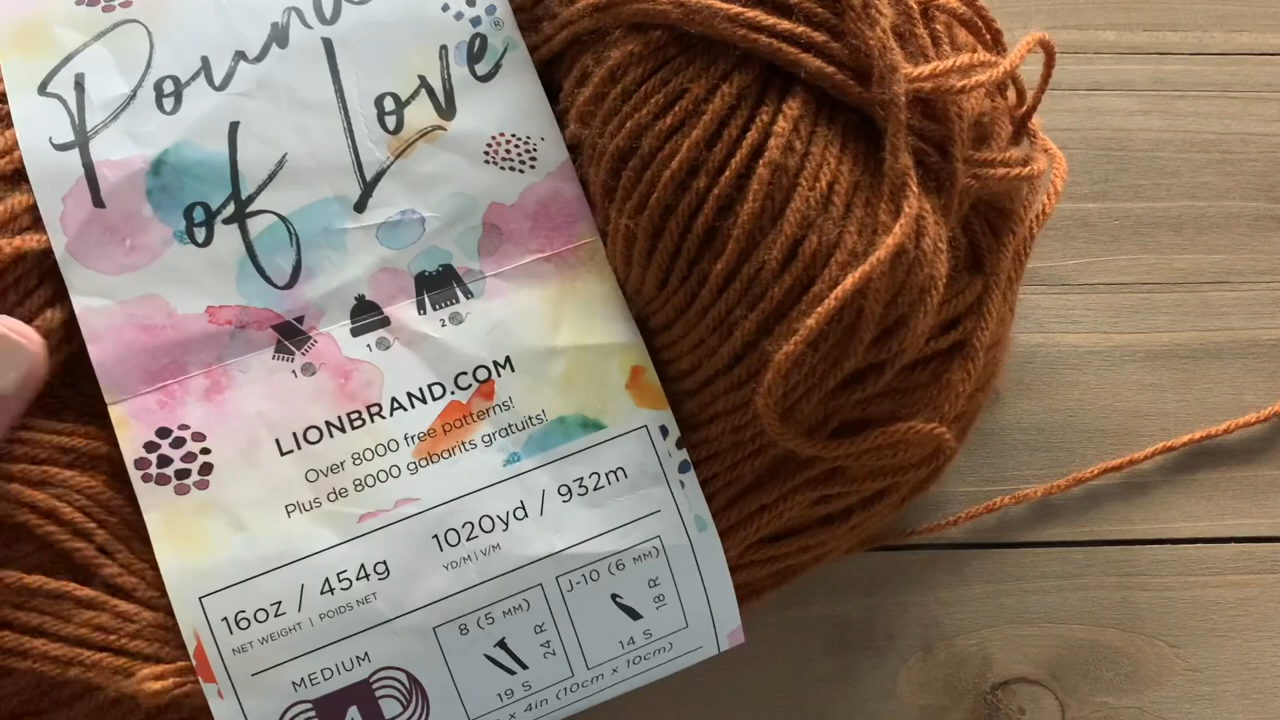 Pound
of Love®
1 1 2
LIONBRAND.COM
Over 8000 free patterns!
Plus de 8000 gabarits gratuits!
16oz / 454g
NET WEIGHT | POIDS NET
1020yd / 932m
YD/M | V/M
MEDIUM
4
8 (5 MM)
24 R
19 S
J-10 (6 MM)
18 R
14 S
x 4in (10cm x 10cm)